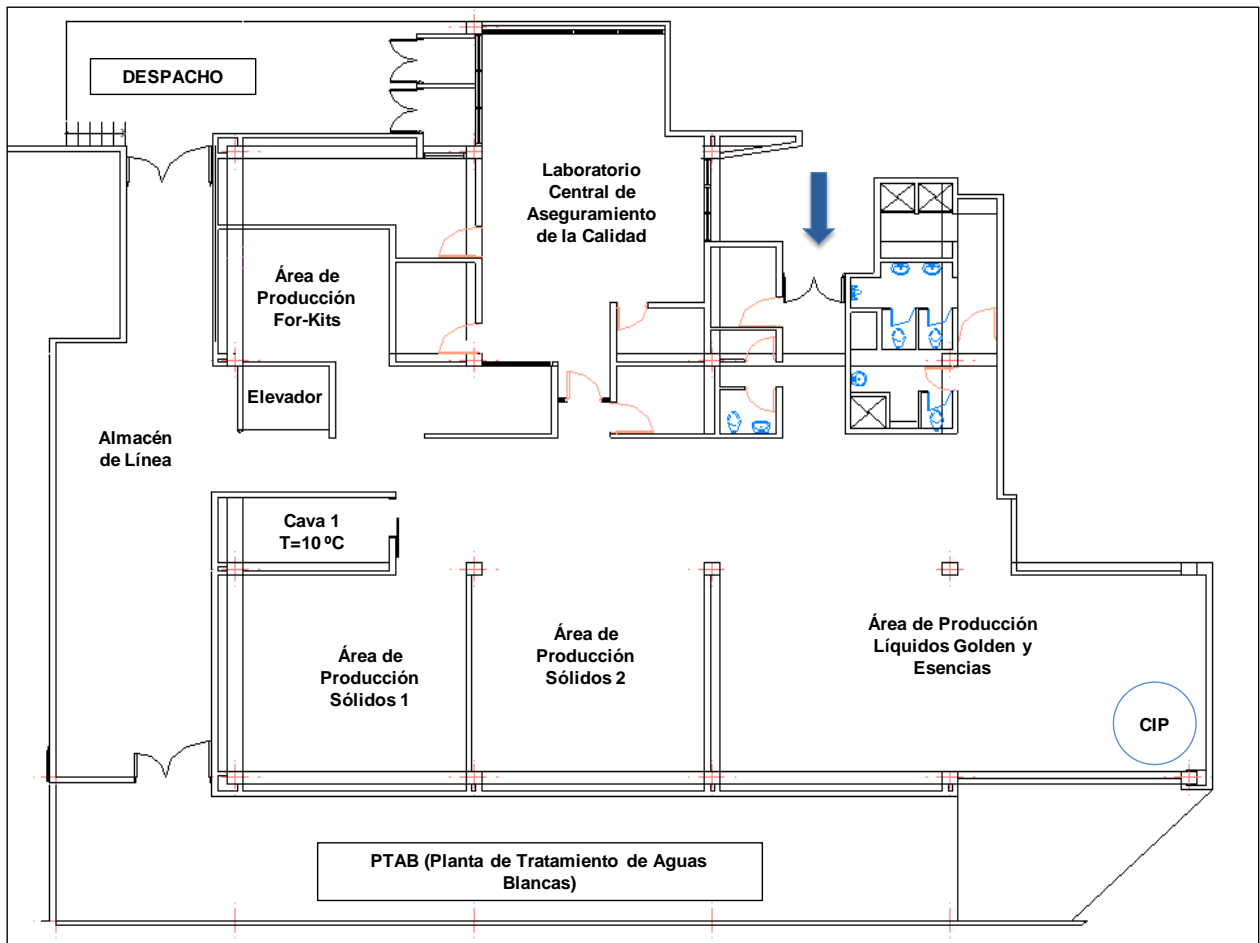 DESPACHO
Laboratorio
Central de
Aseguramiento
de la Calidad
Área de
Producción
For-Kits
Elevador
Almacén
de Línea
Cava 1
T=10 ºC
Área de
Producción
Sólidos 1
Área de
Producción
Sólidos 2
Área de Producción
Líquidos Golden y
Esencias
CIP
PTAB (Planta de Tratamiento de Aguas
Blancas)